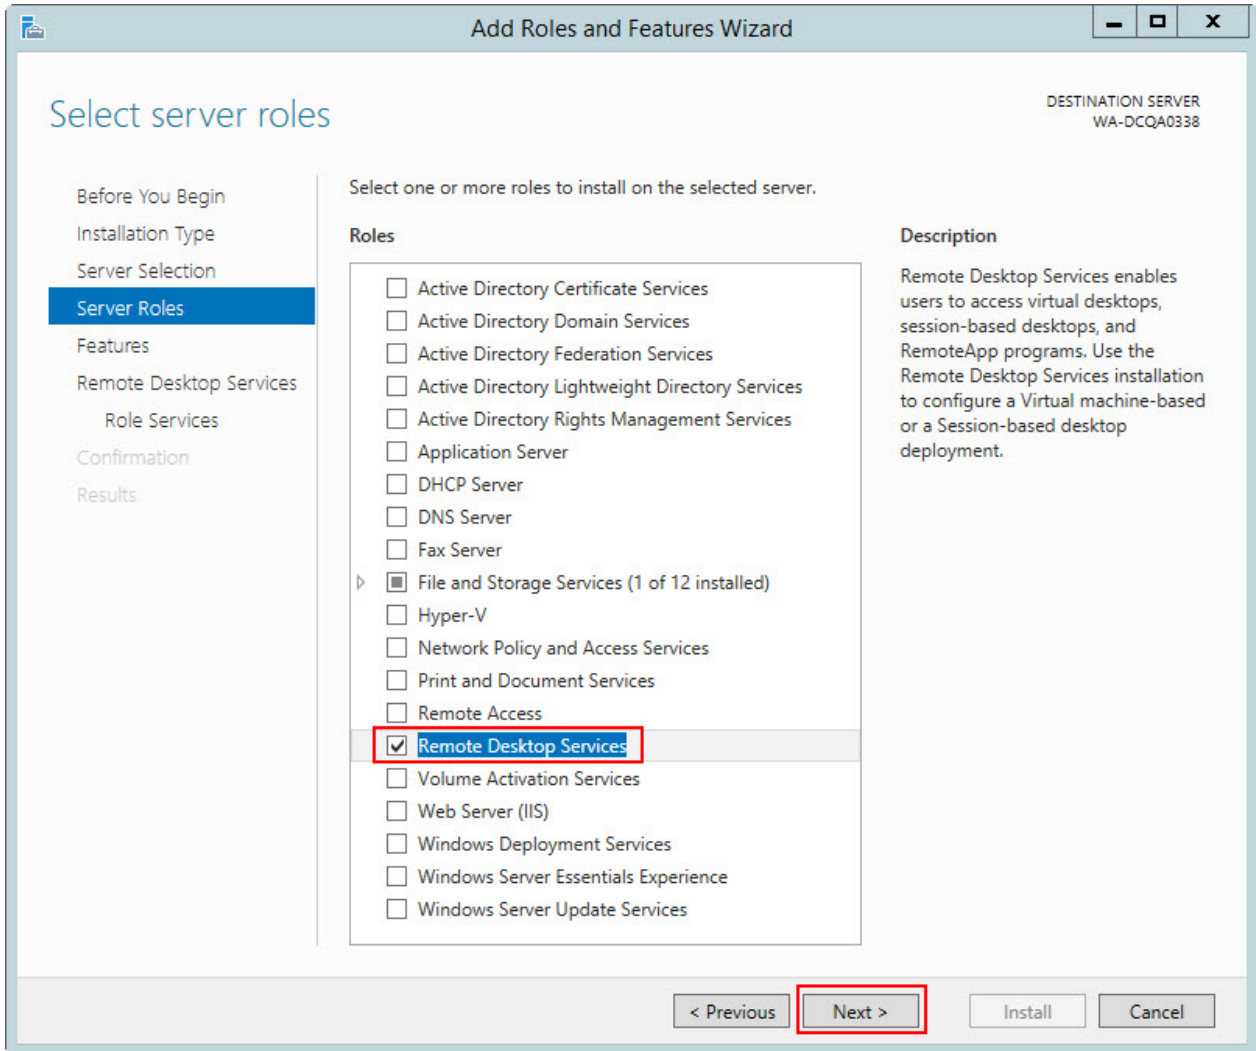 Add Roles and Features Wizard
Select server roles
DESTINATION SERVER
WA-DCQA0338
Before You Begin
Installation Type
Server Selection
Server Roles
Features
Remote Desktop Services
Role Services
Confirmation
Results
Select one or more roles to install on the selected server.
Roles
Active Directory Certificate Services
Active Directory Domain Services
Active Directory Federation Services
Active Directory Lightweight Directory Services
Active Directory Rights Management Services
Application Server
DHCP Server
DNS Server
Fax Server
File and Storage Services (1 of 12 installed)
Hyper-V
Network Policy and Access Services
Print and Document Services
Remote Access
Remote Desktop Services
Volume Activation Services
Web Server (IIS)
Windows Deployment Services
Windows Server Essentials Experience
Windows Server Update Services
Description
Remote Desktop Services enables
users to access virtual desktops,
session-based desktops, and
RemoteApp programs. Use the
Remote Desktop Services installation
to configure a Virtual machine-based
or a Session-based desktop
deployment.
< Previous
Next >
Install
Cancel